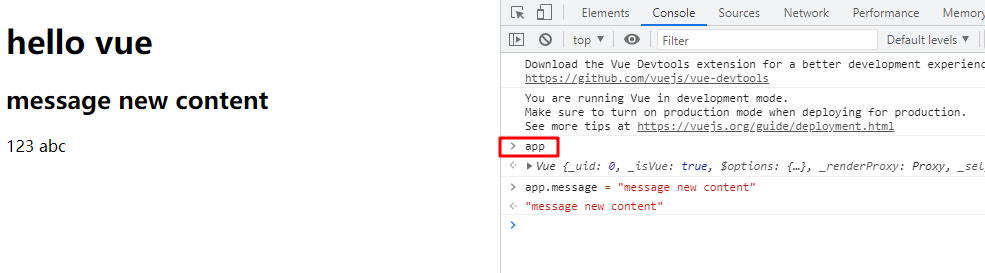 hello vue
message new content
123 abc
Elements Console Sources Network Performance Memory
top ▼ Filter Default levels ▼
Download the Vue Devtools extension for a better development experienc
https://github.com/vuejs/vue-devtools
You are running Vue in development mode.
Make sure to turn on production mode when deploying for production.
See more tips at https://vuejs.org/guide/deployment.html
> app
Vue {_uid: 0, _isVue: true, $options: {…}, _renderProxy: Proxy, _sel
> app.message = "message new content"
"message new content"
>